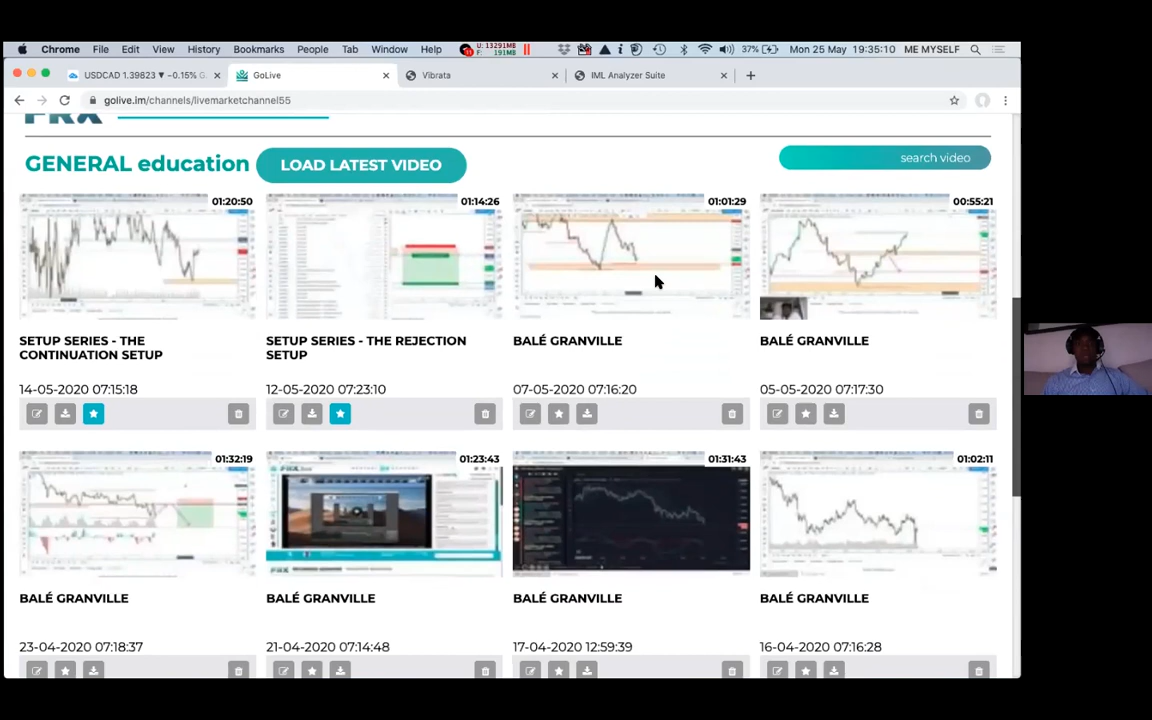 Chrome File Edit View History Bookmarks People Tab Window Help U: 13291MB F: 191MB 37% Mon 25 May 19:35:10 ME MYSELF
USDCAD 1.39823 ▼ −0.15% G. GoLive Vibrata IML Analyzer Suite
golive.im/channels/livemarketchannel55
FRX
GENERAL education LOAD LATEST VIDEO search video
01:20:50 01:14:26 01:01:29 00:55:21
SETUP SERIES - THE CONTINUATION SETUP
SETUP SERIES - THE REJECTION SETUP
BALÉ GRANVILLE
BALÉ GRANVILLE
14-05-2020 07:15:18 12-05-2020 07:23:10 07-05-2020 07:16:20 05-05-2020 07:17:30
01:32:19 01:23:43 01:31:43 01:02:11
BALÉ GRANVILLE BALÉ GRANVILLE BALÉ GRANVILLE BALÉ GRANVILLE
23-04-2020 07:18:37 21-04-2020 07:14:48 17-04-2020 12:59:39 16-04-2020 07:16:28